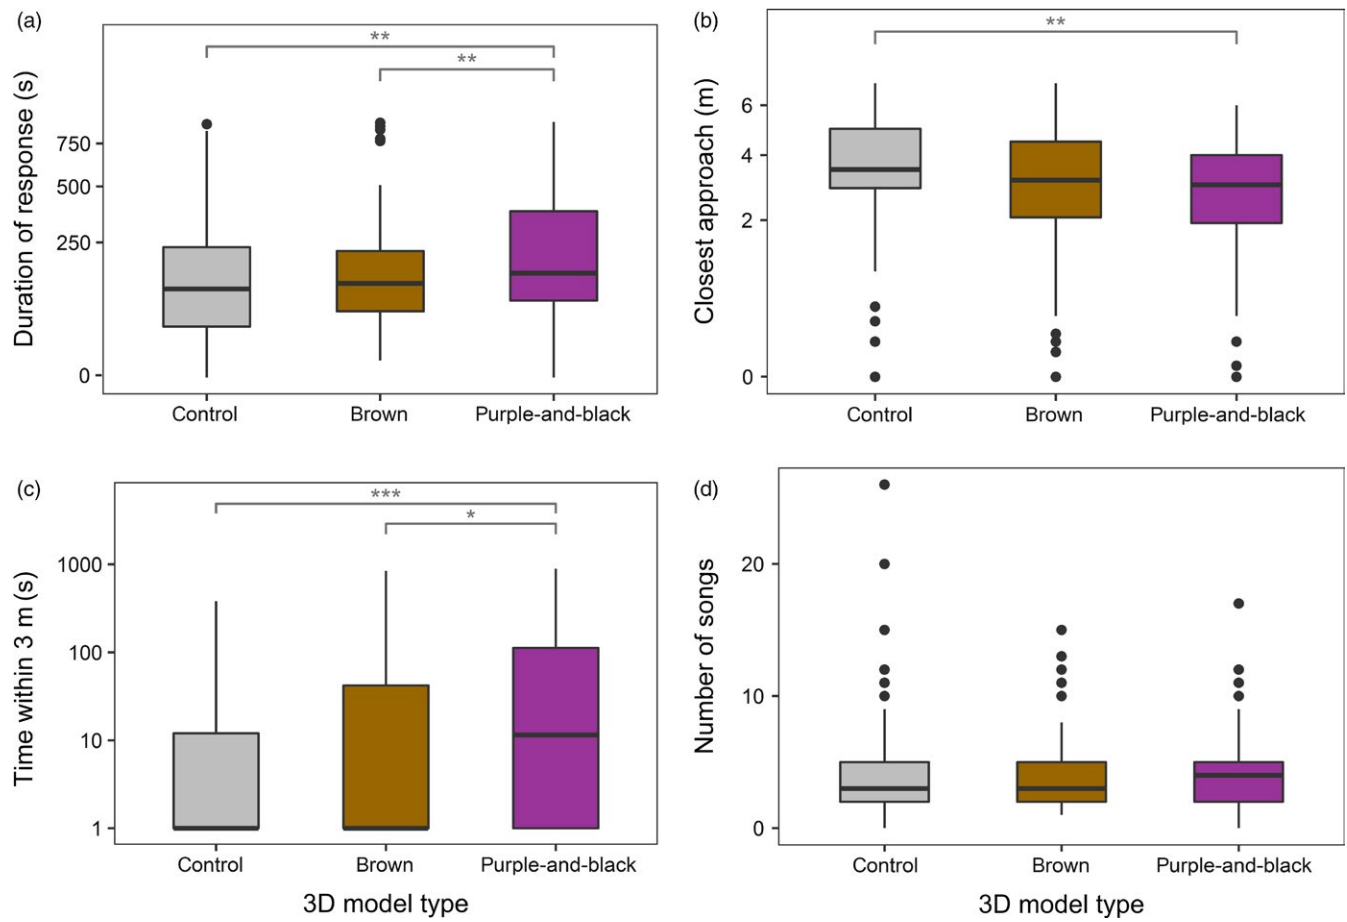 (a)
**
**
Duration of response (s)
750
500
250
0
Control Brown Purple-and-black
(b)
**
Closest approach (m)
6
4
2
0
Control Brown Purple-and-black
(c)
***
*
Time within 3 m (s)
1000
100
10
1
Control Brown Purple-and-black
3D model type
(d)
Number of songs
20
10
0
Control Brown Purple-and-black
3D model type